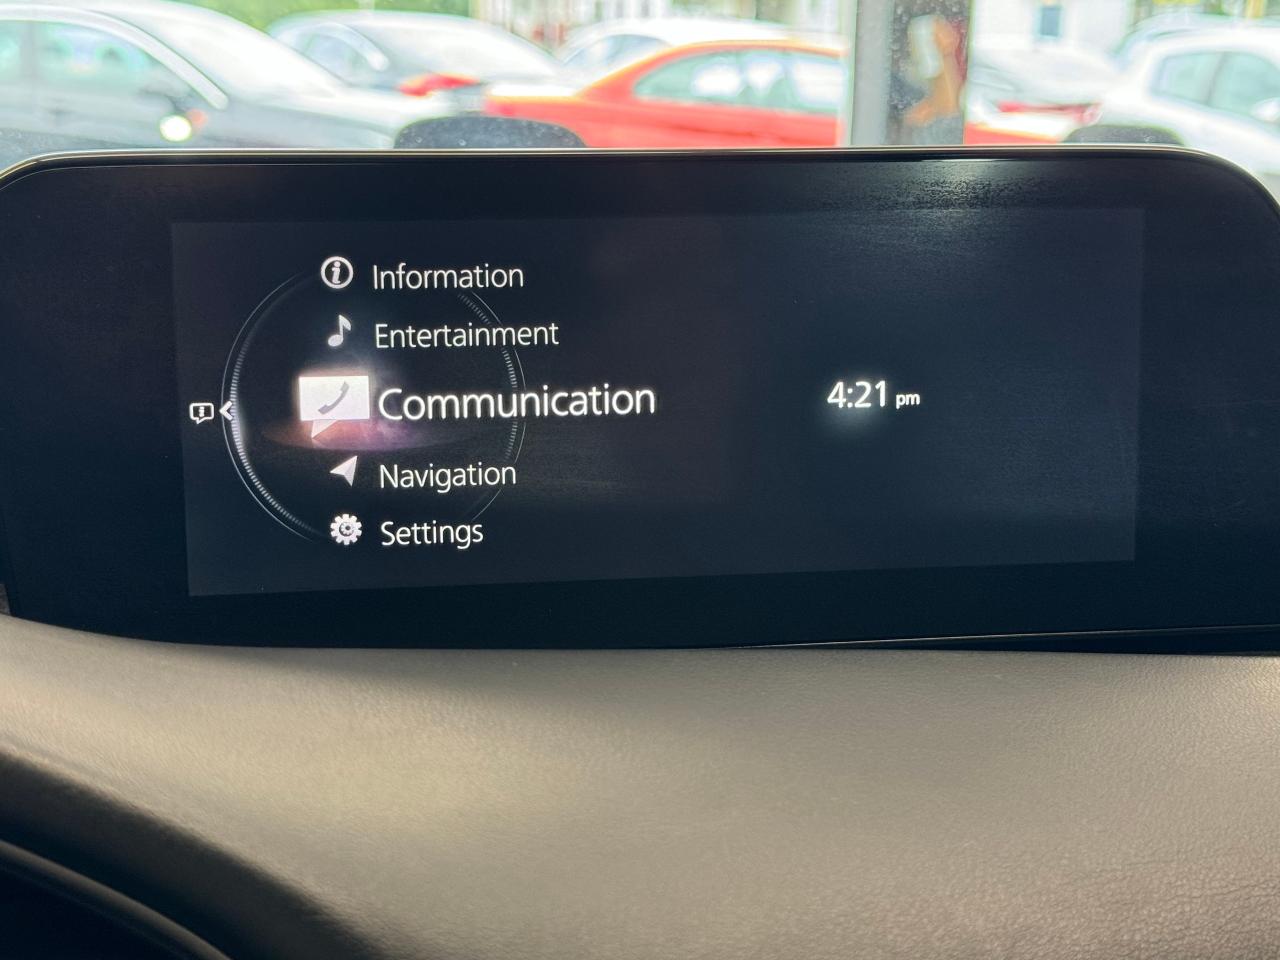 Information
Entertainment
Communication
4:21 pm
Navigation
Settings